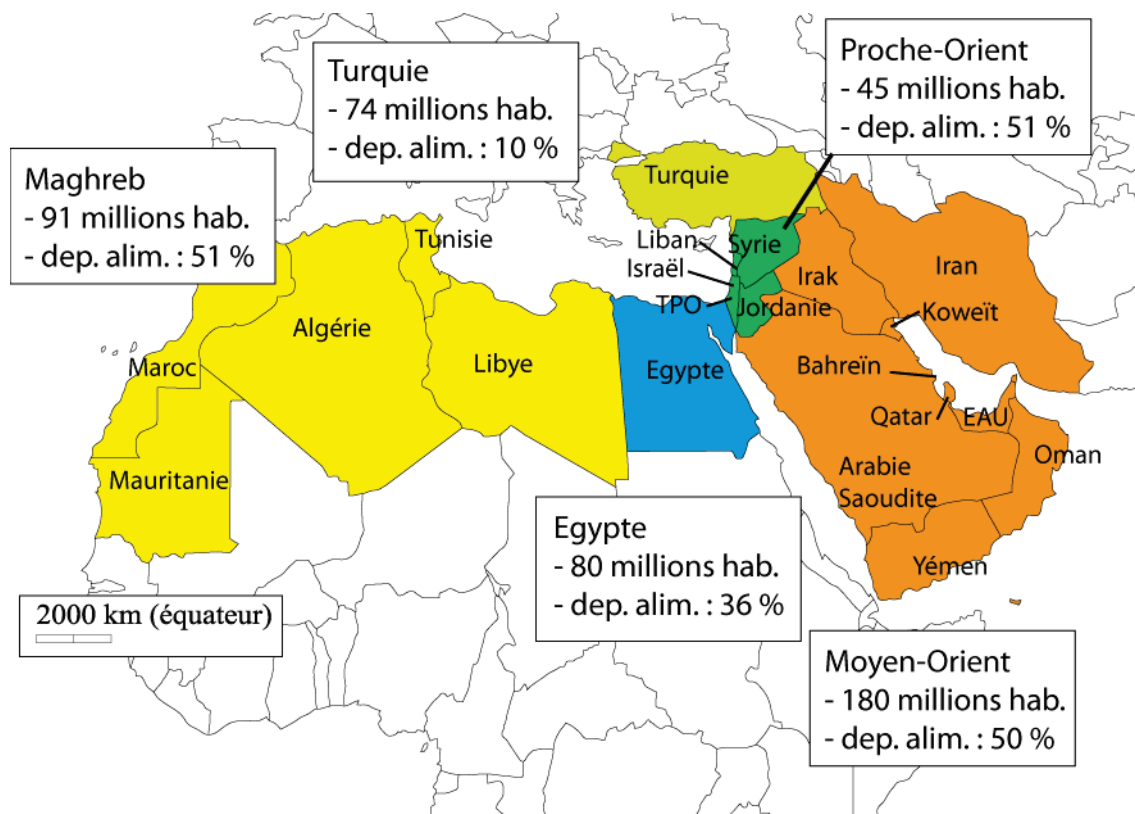 Turquie
- 74 millions hab.
- dep. alim. : 10 %
Proche-Orient
- 45 millions hab.
- dep. alim. : 51 %
Maghreb
- 91 millions hab.
- dep. alim. : 51 %
Turquie
Tunisie
Liban
Syrie
Israël
Irak
Iran
TPO
Jordanie
Koweït
Algérie
Maroc
Libye
Egypte
Bahreïn
Qatar
EAU
Oman
Mauritanie
Arabie
Saoudite
Yémen
Egypte
- 80 millions hab.
- dep. alim. : 36 %
2000 km (équateur)
Moyen-Orient
- 180 millions hab.
- dep. alim. : 50 %